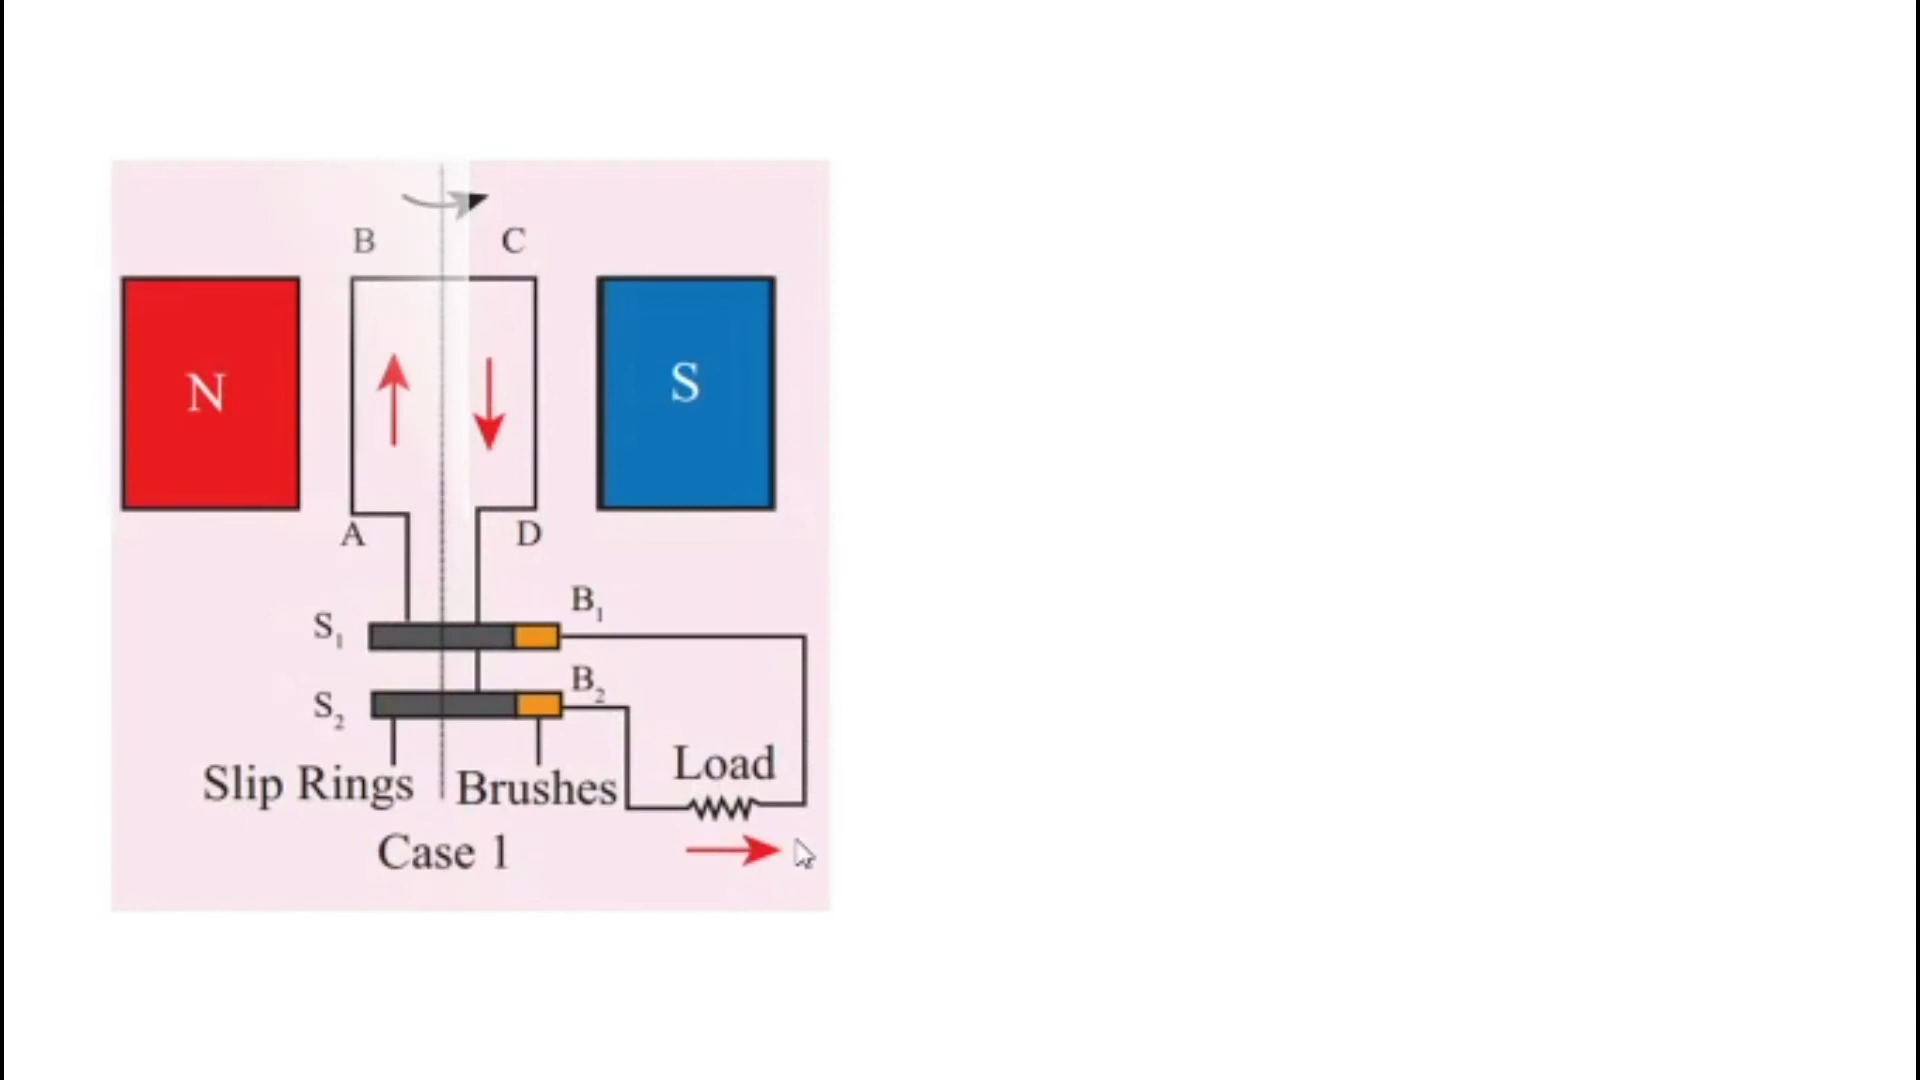 B C
N
S
A D
B₁
S₁
B₂
S₂
Load
Slip Rings Brushes
Case 1